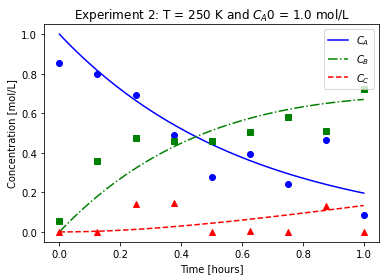 Experiment 2: T = 250 K and C_A0 = 1.0 mol/L
C_A
C_B
C_C
Concentration [mol/L]
1.0
0.8
0.6
0.4
0.2
0.0
0.0 0.2 0.4 0.6 0.8 1.0
Time [hours]